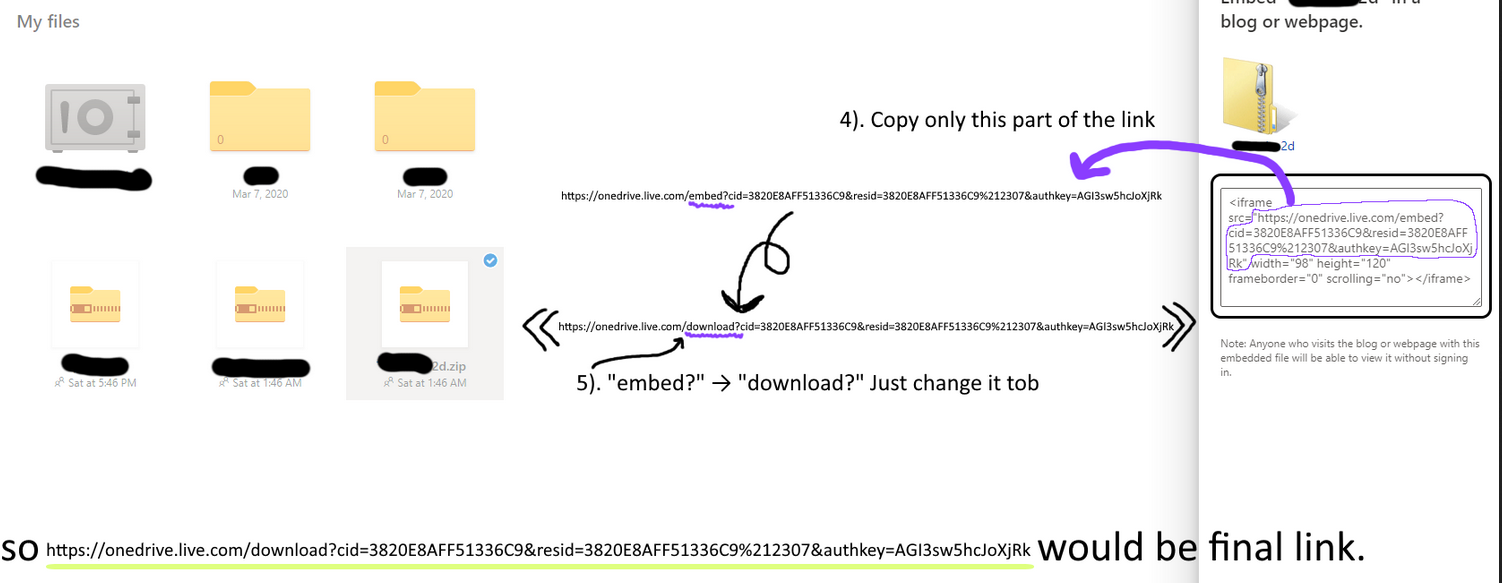 My files
blog or webpage.
4). Copy only this part of the link
2d
https://onedrive.live.com/embed?cid=3820E8AFF51336C9&resid=3820E8AFF51336C9%212307&authkey=AGI3sw5hcJoXjRk
<iframe
src="https://onedrive.live.com/embed?
cid=3820E8AFF51336C9&resid=3820E8AFF
51336C9%212307&authkey=AGI3sw5hcJoXj
Rk" width="98" height="120"
frameborder="0" scrolling="no"></iframe>
0
0
Mar 7, 2020
Mar 7, 2020
https://onedrive.live.com/download?cid=3820E8AFF51336C9&resid=3820E8AFF51336C9%212307&authkey=AGI3sw5hcJoXjRk
Note: Anyone who visits the blog or webpage with this
embedded file will be able to view it without signing
in.
2d.zip
Sat at 5:46 PM
Sat at 1:46 AM
Sat at 1:46 AM
5). "embed?" → "download?" Just change it tob
so https://onedrive.live.com/download?cid=3820E8AFF51336C9&resid=3820E8AFF51336C9%212307&authkey=AGI3sw5hcJoXjRk would be final link.